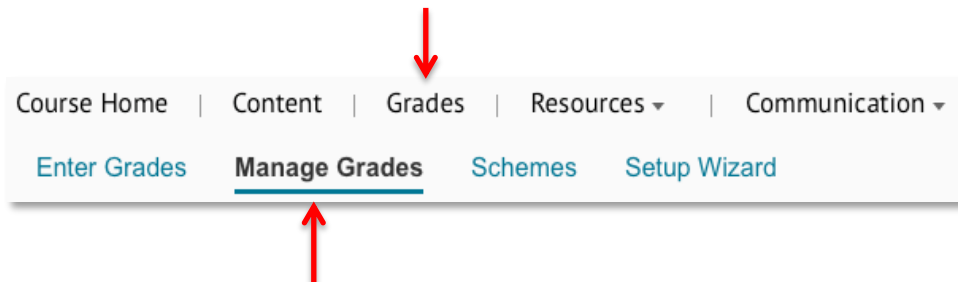 Course Home | Content | Grades | Resources | Communication
Enter Grades Manage Grades Schemes Setup Wizard